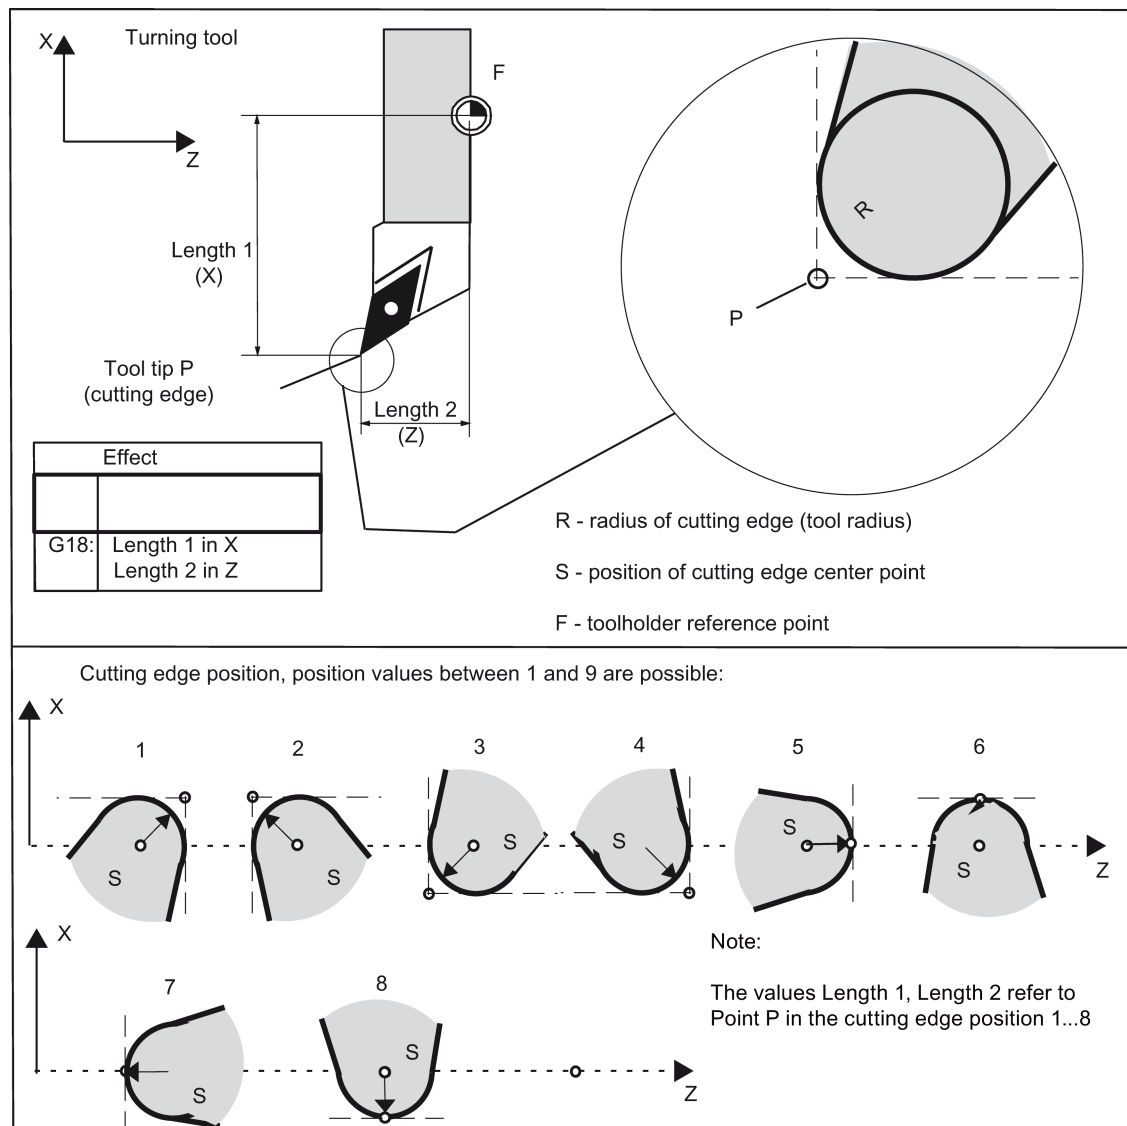 X
Turning tool
F
Z
Length 1
(X)
R
P
Tool tip P
(cutting edge)
Length 2
(Z)
Effect
G18: Length 1 in X
Length 2 in Z
R - radius of cutting edge (tool radius)
S - position of cutting edge center point
F - toolholder reference point
Cutting edge position, position values between 1 and 9 are possible:
X
1 2 3 4 5 6
S S S S S S
Z
X
Note:
7 8
The values Length 1, Length 2 refer to
Point P in the cutting edge position 1...8
S S
Z